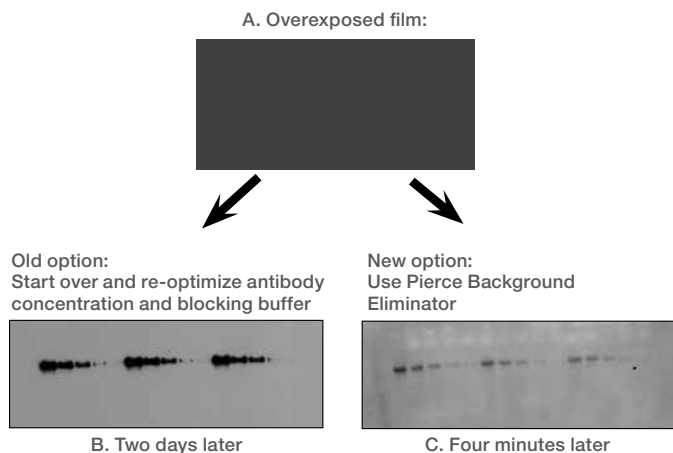 A. Overexposed film:
Old option:
Start over and re-optimize antibody
concentration and blocking buffer
New option:
Use Pierce Background
Eliminator
B. Two days later
C. Four minutes later